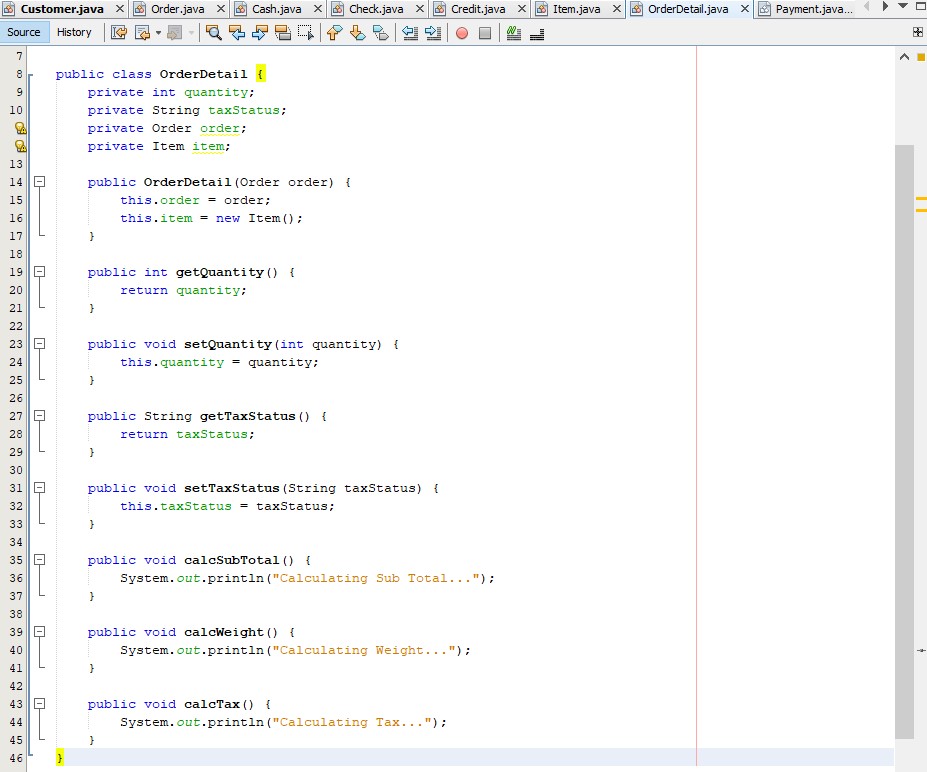 Customer.java Order.java Cash.java Check.java Credit.java Item.java OrderDetail.java Payment.java...
Source History
7
8 public class OrderDetail {
9 private int quantity;
10 private String taxStatus;
private Order order;
private Item item;
13
14 public OrderDetail(Order order) {
15 this.order = order;
16 this.item = new Item();
17 }
18
19 public int getQuantity() {
20 return quantity;
21 }
22
23 public void setQuantity(int quantity) {
24 this.quantity = quantity;
25 }
26
27 public String getTaxStatus() {
28 return taxStatus;
29 }
30
31 public void setTaxStatus(String taxStatus) {
32 this.taxStatus = taxStatus;
33 }
34
35 public void calcSubTotal() {
36 System.out.println("Calculating Sub Total...");
37 }
38
39 public void calcWeight() {
40 System.out.println("Calculating Weight...");
41 }
42
43 public void calcTax() {
44 System.out.println("Calculating Tax...");
45 }
46 }